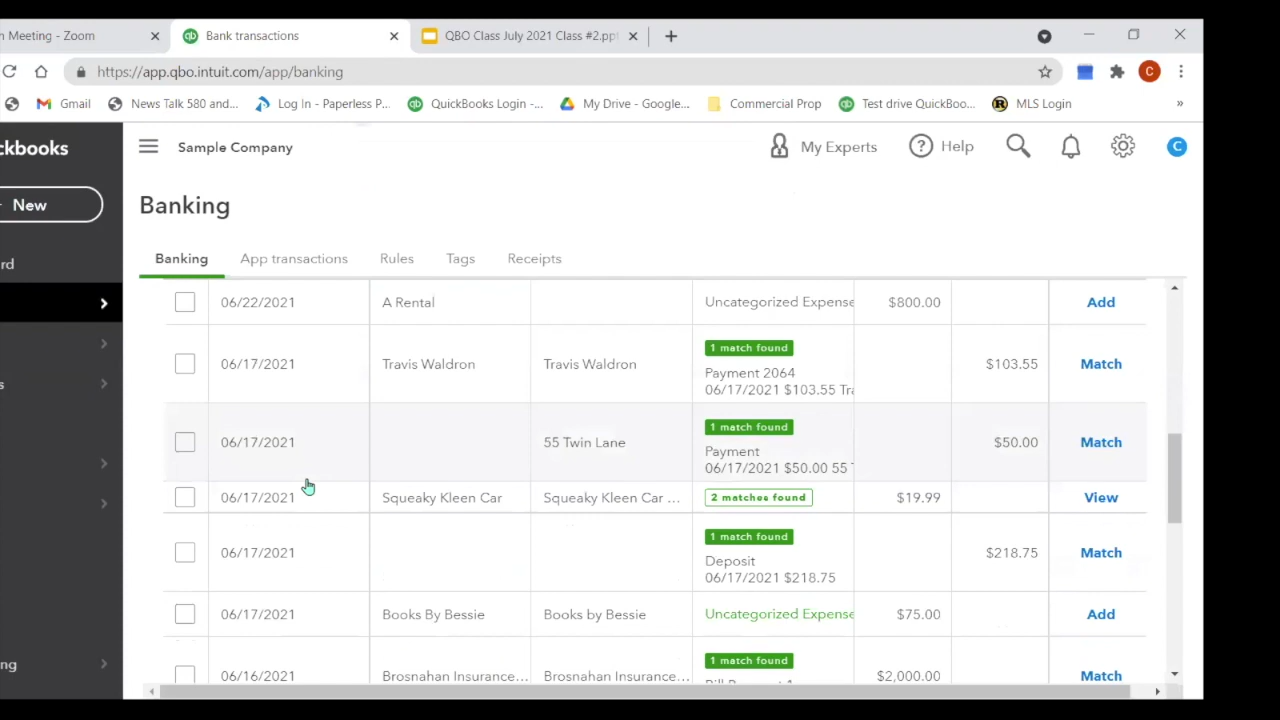 n Meeting - Zoom
Bank transactions
QBO Class July 2021 Class #2.ppt
https://app.qbo.intuit.com/app/banking
C
Gmail
News Talk 580 and...
Log In - Paperless P...
QuickBooks Login -...
My Drive - Google...
Commercial Prop
Test drive QuickBoo...
MLS Login
»
ckbooks
Sample Company
My Experts
Help
C
New
Banking
rd
Banking
App transactions
Rules
Tags
Receipts
06/22/2021
A Rental
Uncategorized Expense
$800.00
Add
06/17/2021
Travis Waldron
Travis Waldron
1 match found
Payment 2064
06/17/2021 $103.55 Tra
$103.55
Match
06/17/2021
55 Twin Lane
1 match found
Payment
06/17/2021 $50.00 55 T
$50.00
Match
s
06/17/2021
Squeaky Kleen Car
Squeaky Kleen Car ...
2 matches found
$19.99
View
06/17/2021
1 match found
Deposit
06/17/2021 $218.75
$218.75
Match
06/17/2021
Books By Bessie
Books by Bessie
Uncategorized Expense
$75.00
Add
ng
06/16/2021
Brosnahan Insurance...
Brosnahan Insurance...
1 match found
$2,000.00
Match